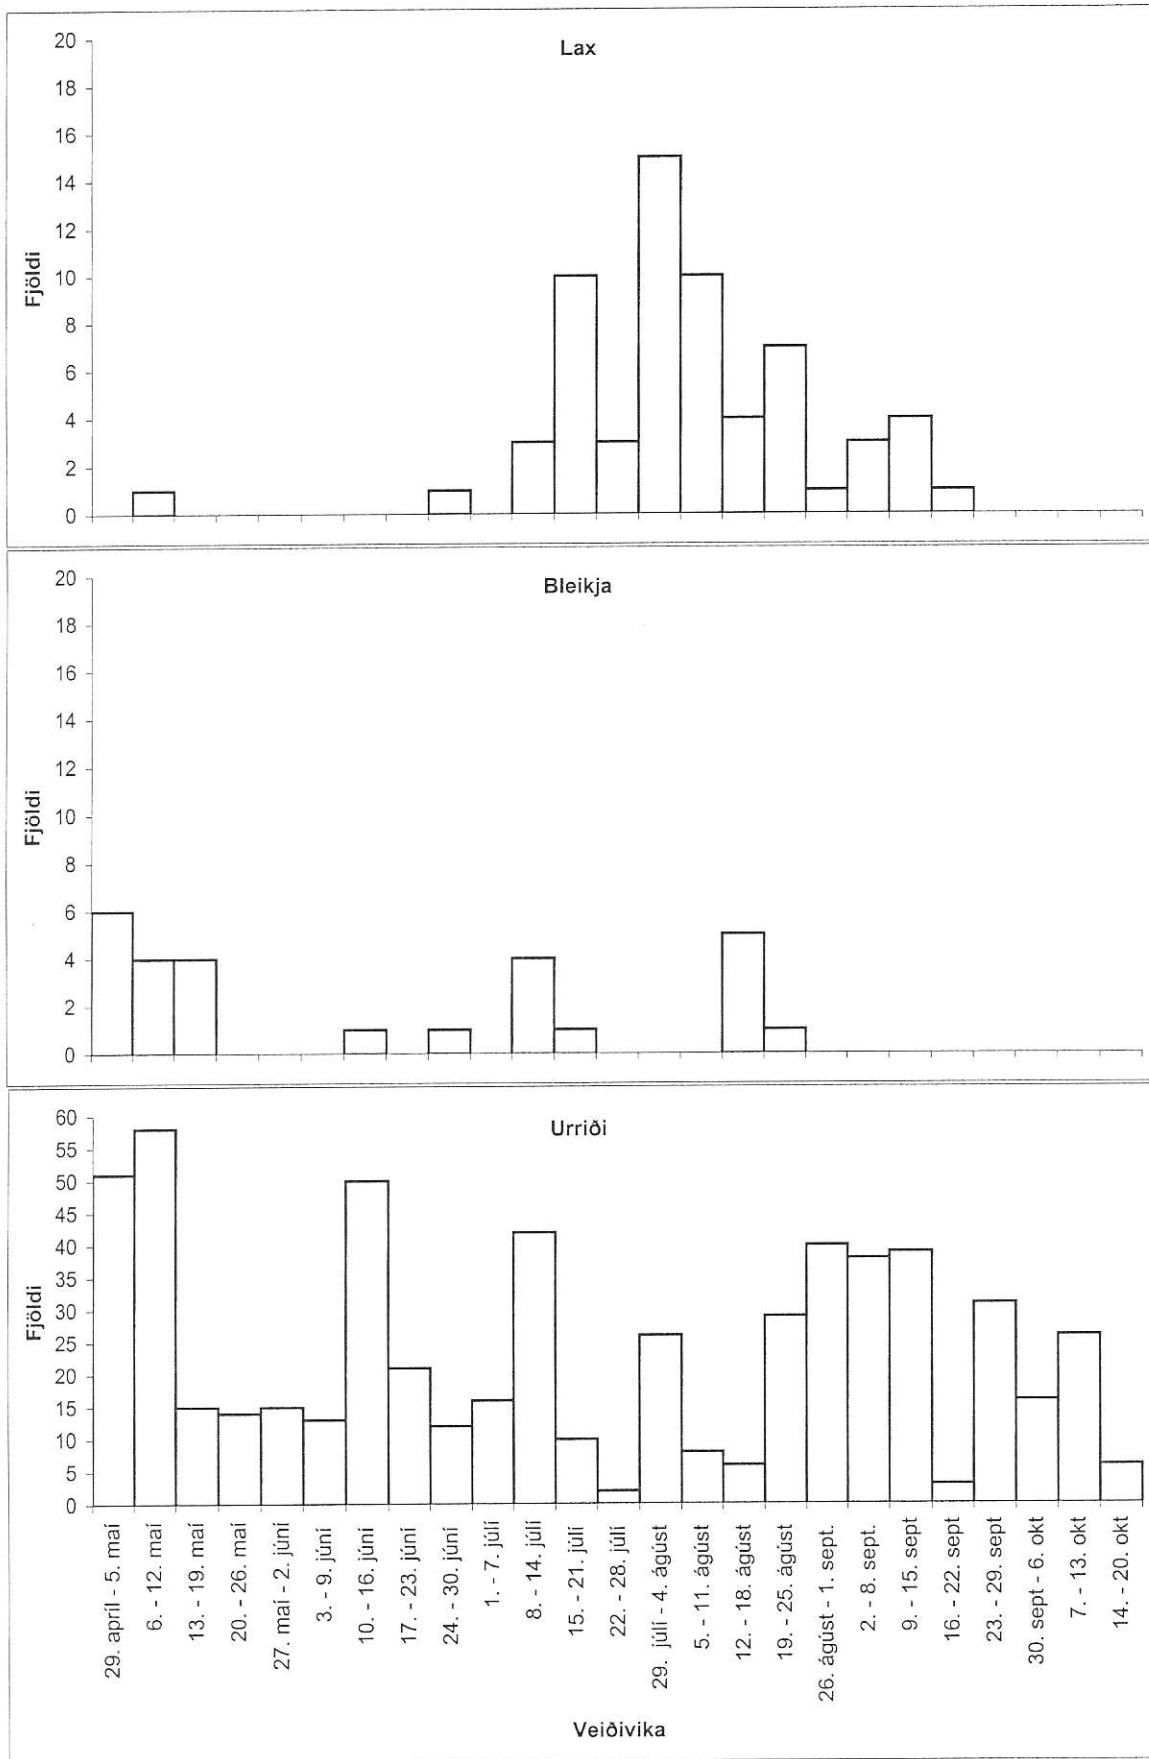 Lax
Fjöldi
20
18
16
14
12
10
8
6
4
2
0
Bleikja
Fjöldi
20
18
16
14
12
10
8
6
4
2
0
Urriði
Fjöldi
60
55
50
45
40
35
30
25
20
15
10
5
0
29. apríl - 5. maí
6. - 12. maí
13. - 19. maí
20. - 26. maí
27. maí - 2. júní
3. - 9. júní
10. - 16. júní
17. - 23. júní
24. - 30. júní
1. - 7. júlí
8. - 14. júlí
15. - 21. júlí
22. - 28. júlí
29. júlí - 4. ágúst
5. - 11. ágúst
12. - 18. ágúst
19. - 25. ágúst
26. ágúst - 1. sept.
2. - 8. sept.
9. - 15. sept
16. - 22. sept
23. - 29. sept
30. sept - 6. okt
7. - 13. okt
14. - 20. okt
Veiðivika